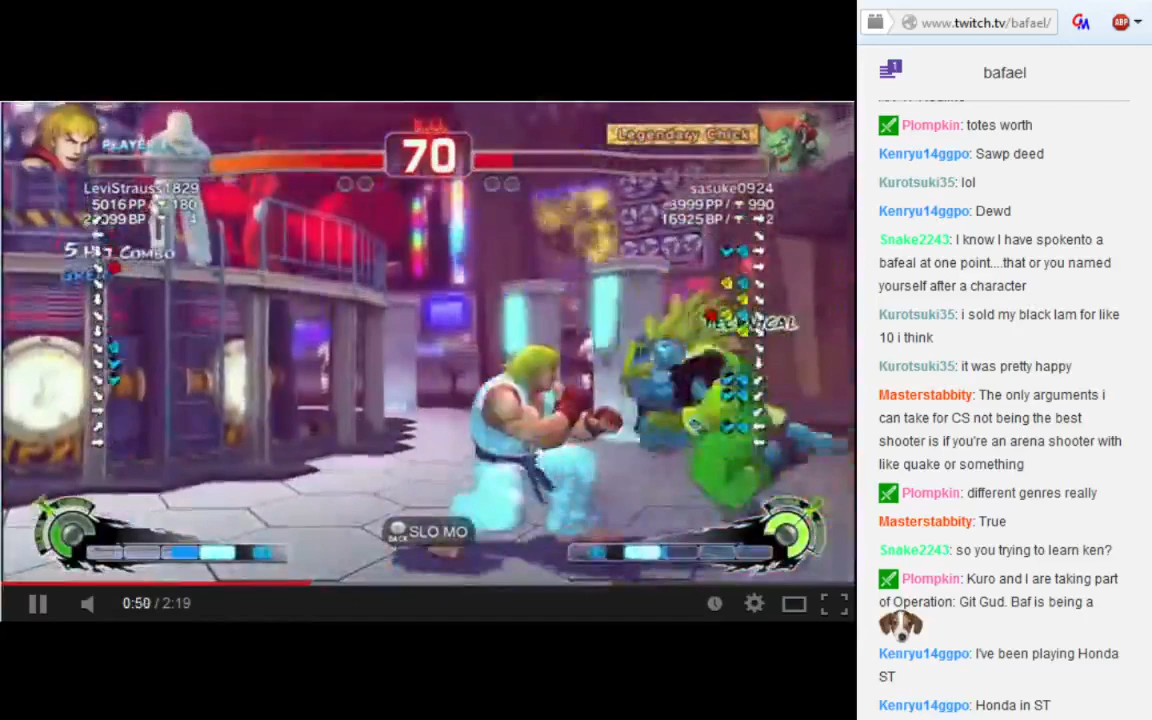 www.twitch.tv/bafael/
ABP
1
bafael
Plompkin: totes worth
Kenryu14ggpo: Sawp deed
Kurotsuki35: lol
Kenryu14ggpo: Dewd
Snake2243: I know I have spokento a
bafeal at one point....that or you named
yourself after a character
Kurotsuki35: i sold my black lam for like
10 i think
Kurotsuki35: it was pretty happy
Masterstabbity: The only arguments i
can take for CS not being the best
shooter is if you're an arena shooter with
like quake or something
Plompkin: different genres really
Masterstabbity: True
Snake2243: so you trying to learn ken?
Plompkin: Kuro and I are taking part
of Operation: Git Gud. Baf is being a
Kenryu14ggpo: I've been playing Honda
ST
Kenryu14ggpo: Honda in ST
PLAYER
70
Legendary Chick
LeviStrauss1829
5016 PP / 180
sasuke0924
3999 PP / 990
16925 BP / 2
5 HIT COMBO
TECHNICAL
BACK SLO MO
0:50 / 2:19